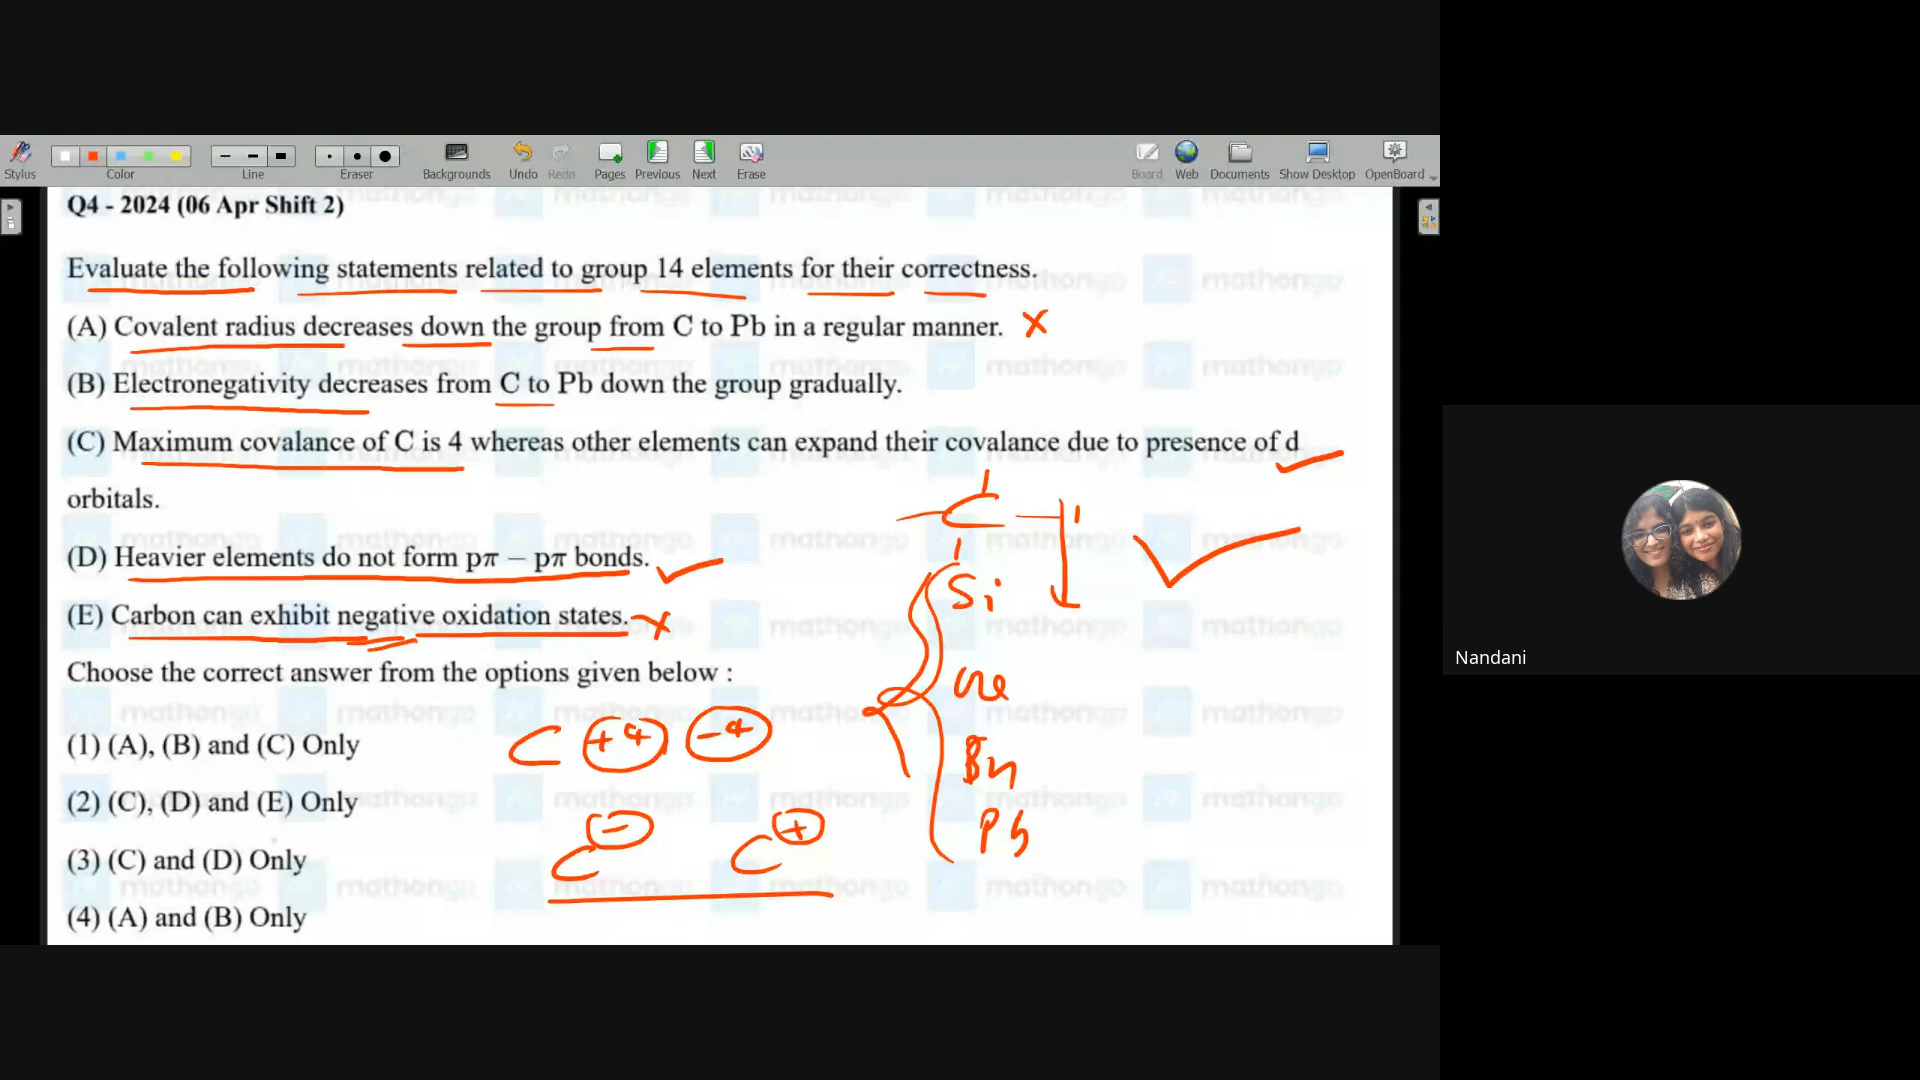 Stylus
Color
Line
Eraser
Backgrounds
Undo
Redo
Pages
Previous
Next
Erase
Board
Web
Documents
Show Desktop
OpenBoard
Q4 - 2024 (06 Apr Shift 2)
Evaluate the following statements related to group 14 elements for their correctness.
(A) Covalent radius decreases down the group from C to Pb in a regular manner. ×
(B) Electronegativity decreases from C to Pb down the group gradually.
(C) Maximum covalance of C is 4 whereas other elements can expand their covalance due to presence of d
orbitals.
(D) Heavier elements do not form pπ − pπ bonds.
(E) Carbon can exhibit negative oxidation states. ×
Choose the correct answer from the options given below :
(1) (A), (B) and (C) Only
(2) (C), (D) and (E) Only
(3) (C) and (D) Only
(4) (A) and (B) Only
C +4 -4
C- C+
C
Si
Ge
Pb
mathongo
Nandani